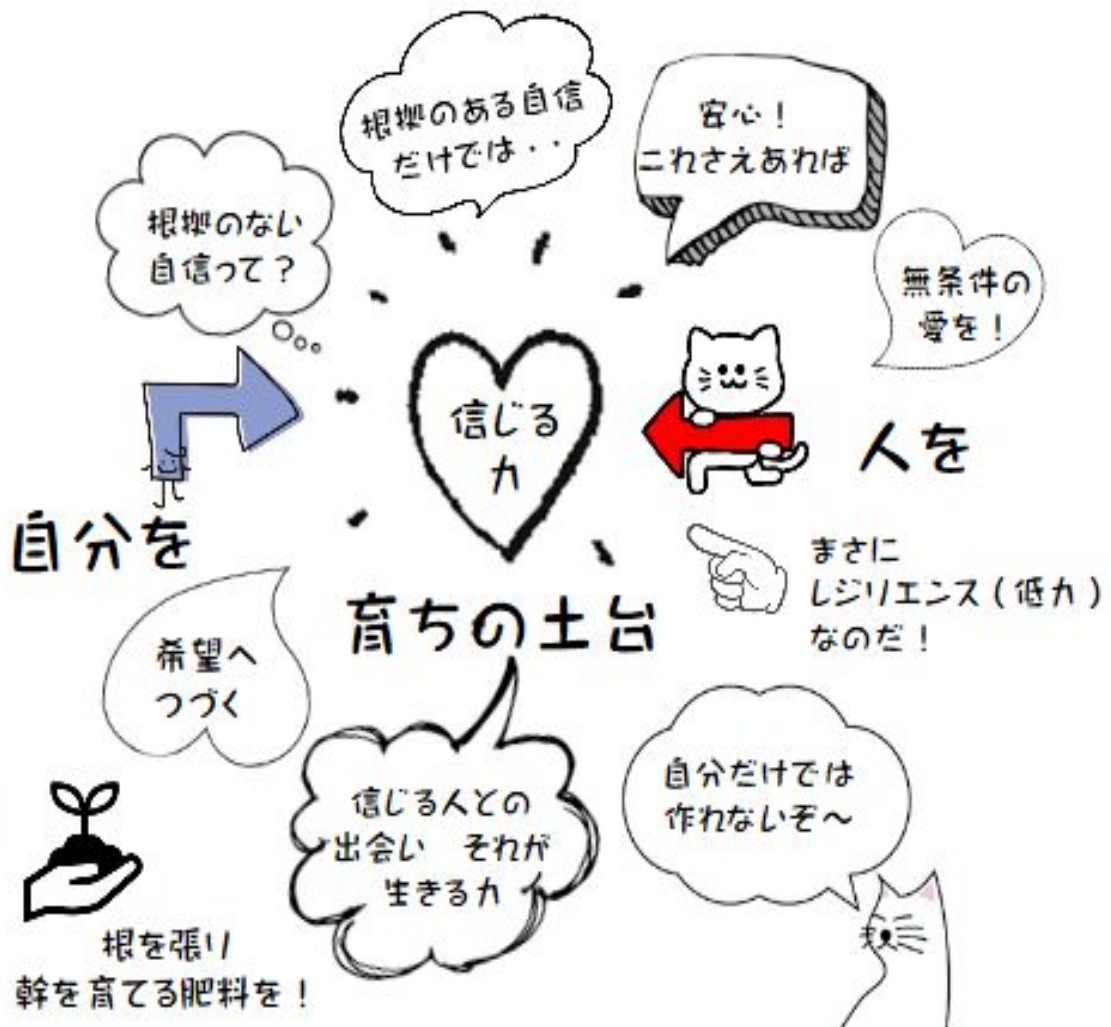 根拠のある自信
だけでは・・
安心！
これさえあれば
根拠のない
自信って？
無条件の
愛を！
信じる
力
人を
自分を
まさに
レジリエンス（低力）
なのだ！
育ちの土台
希望へ
つづく
自分だけでは
作れないぞ～
信じる人との
出会い　それが
生きる力
根を張り
幹を育てる肥料を！